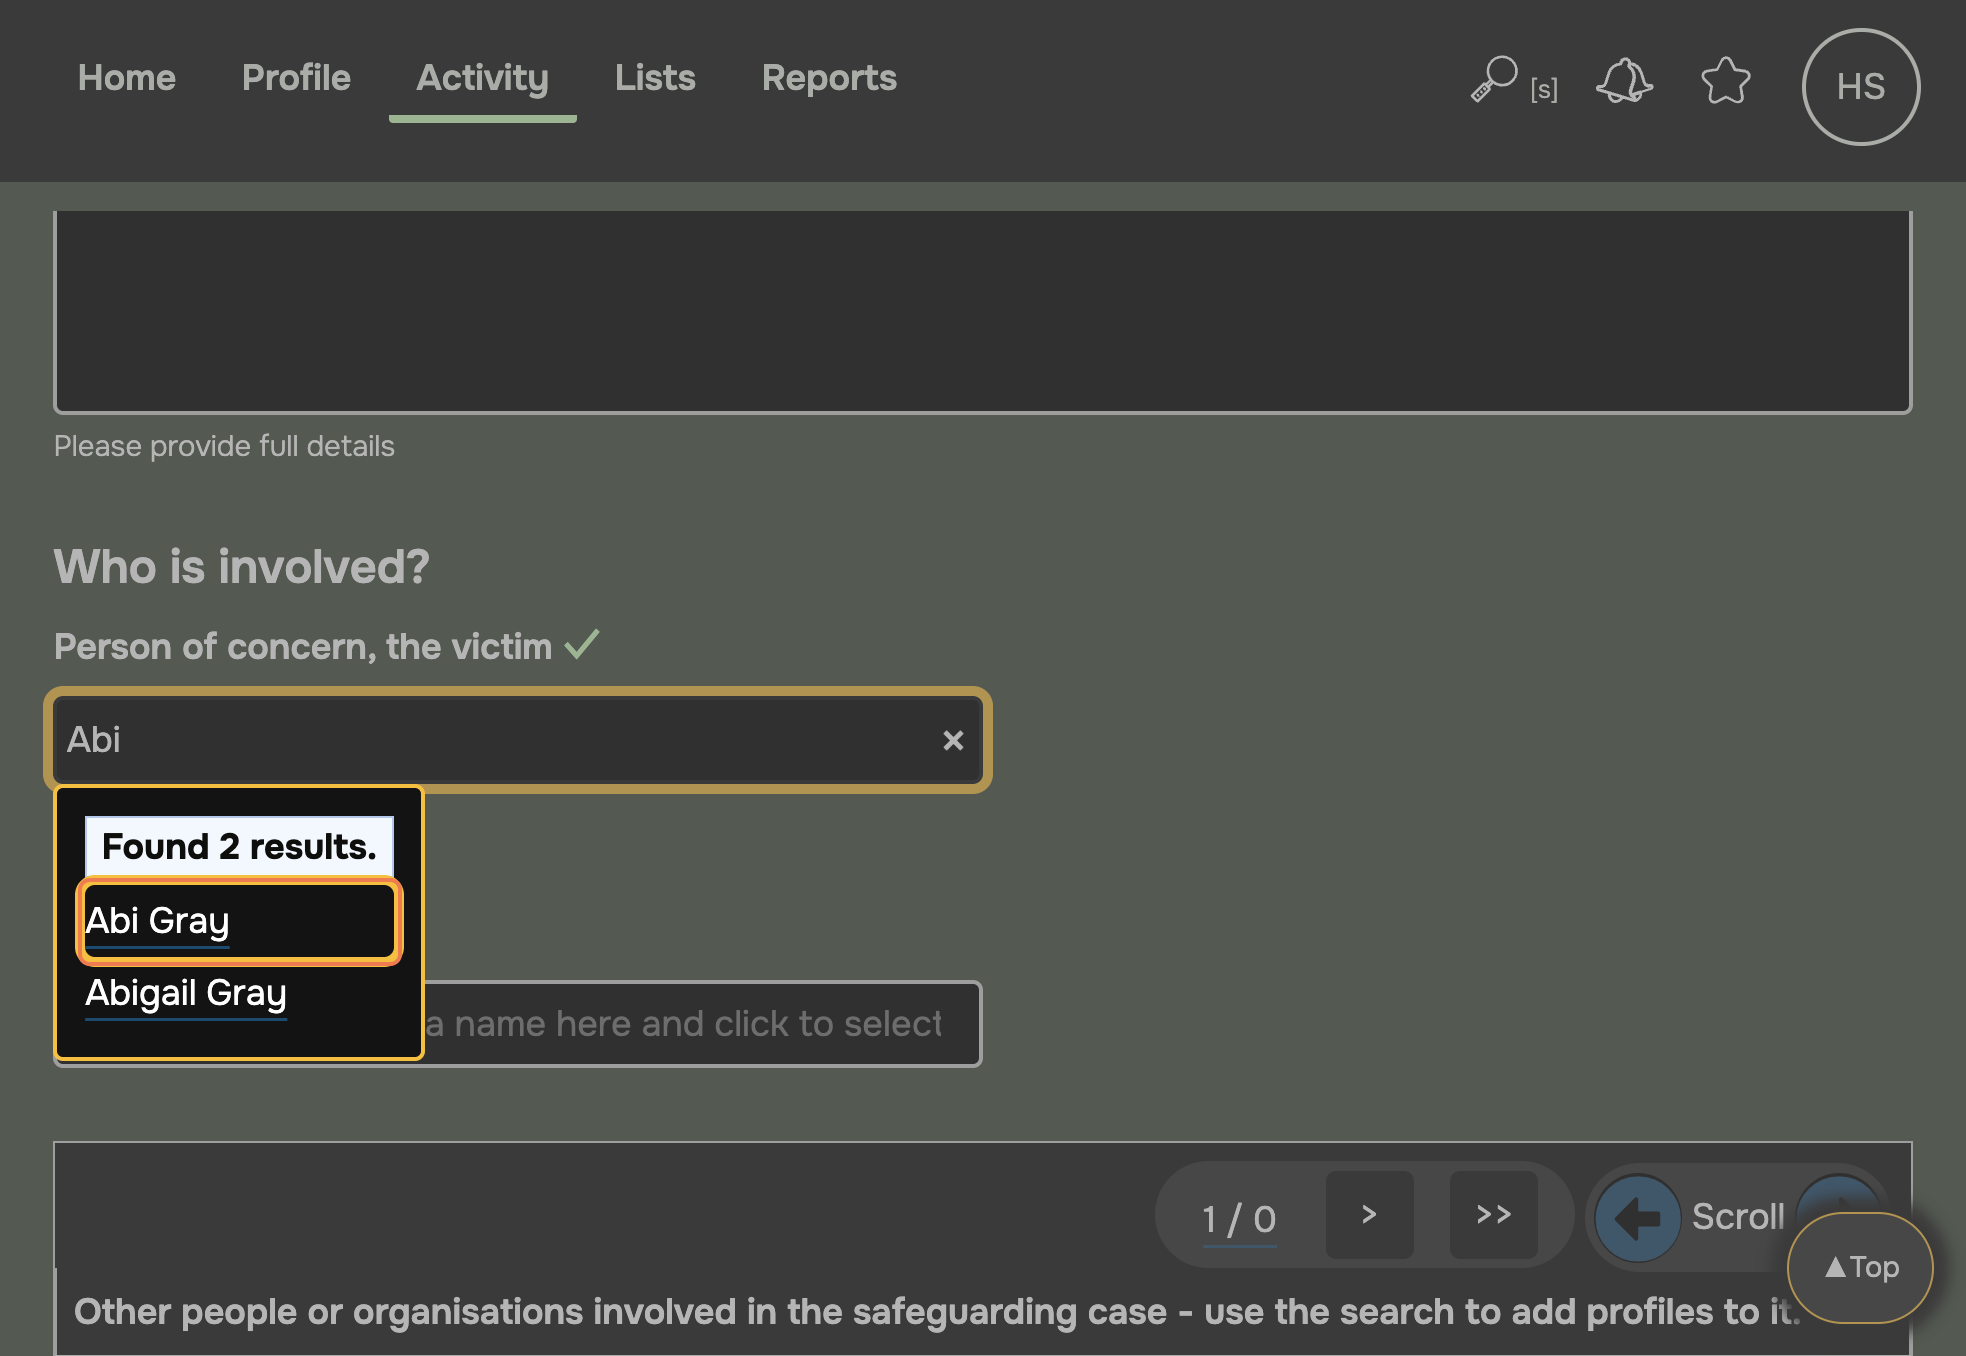 Home Profile Activity Lists Reports [s] HS
Please provide full details
Who is involved?
Person of concern, the victim
Abi
Found 2 results.
Abi Gray
Abigail Gray
a name here and click to select
1 / 0 > >> Scroll
▲Top
Other people or organisations involved in the safeguarding case - use the search to add profiles to it.